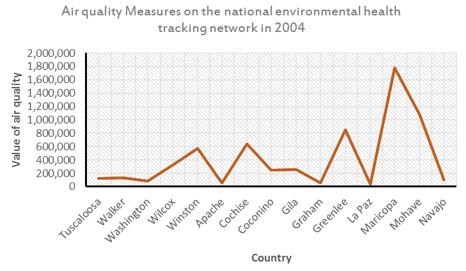 Air quality Measures on the national environmental health
tracking network in 2004
2,000,000
1,800,000
1,600,000
1,400,000
1,200,000
1,000,000
800,000
600,000
400,000
200,000
0
Value of air quality
Tuscaloosa
Walker
Washington
Wilcox
Winston
Apache
Cochise
Coconino
Gila
Graham
Greenlee
La Paz
Maricopa
Mohave
Navajo
Country